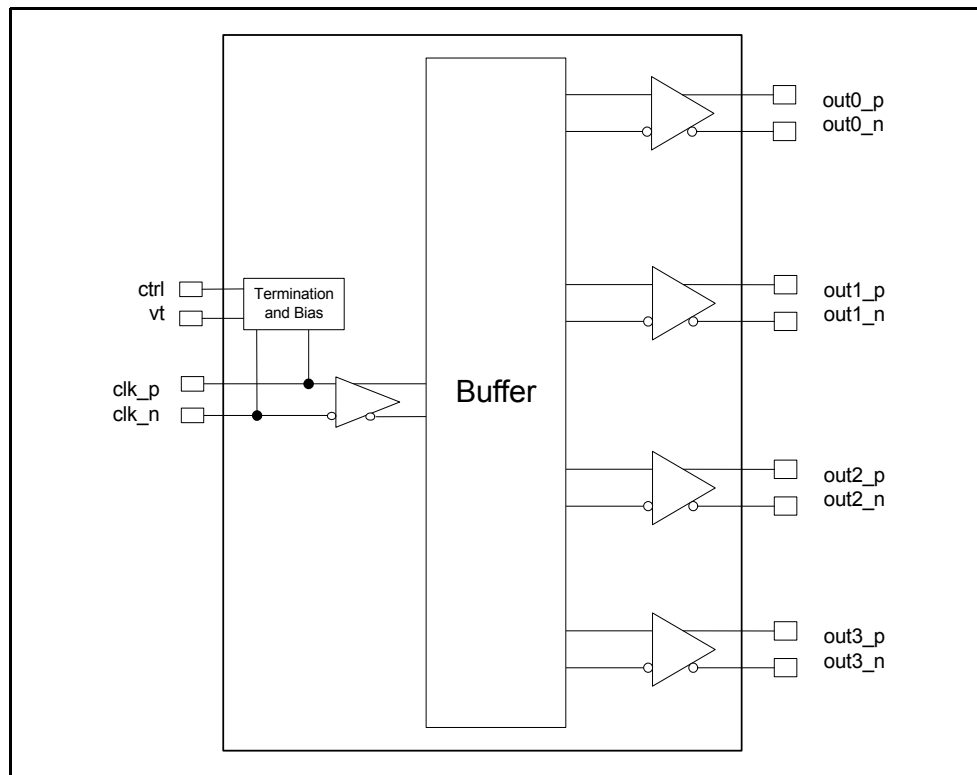 out0_p
out0_n
ctrl
vt
Termination
and Bias
out1_p
out1_n
clk_p
clk_n
Buffer
out2_p
out2_n
out3_p
out3_n